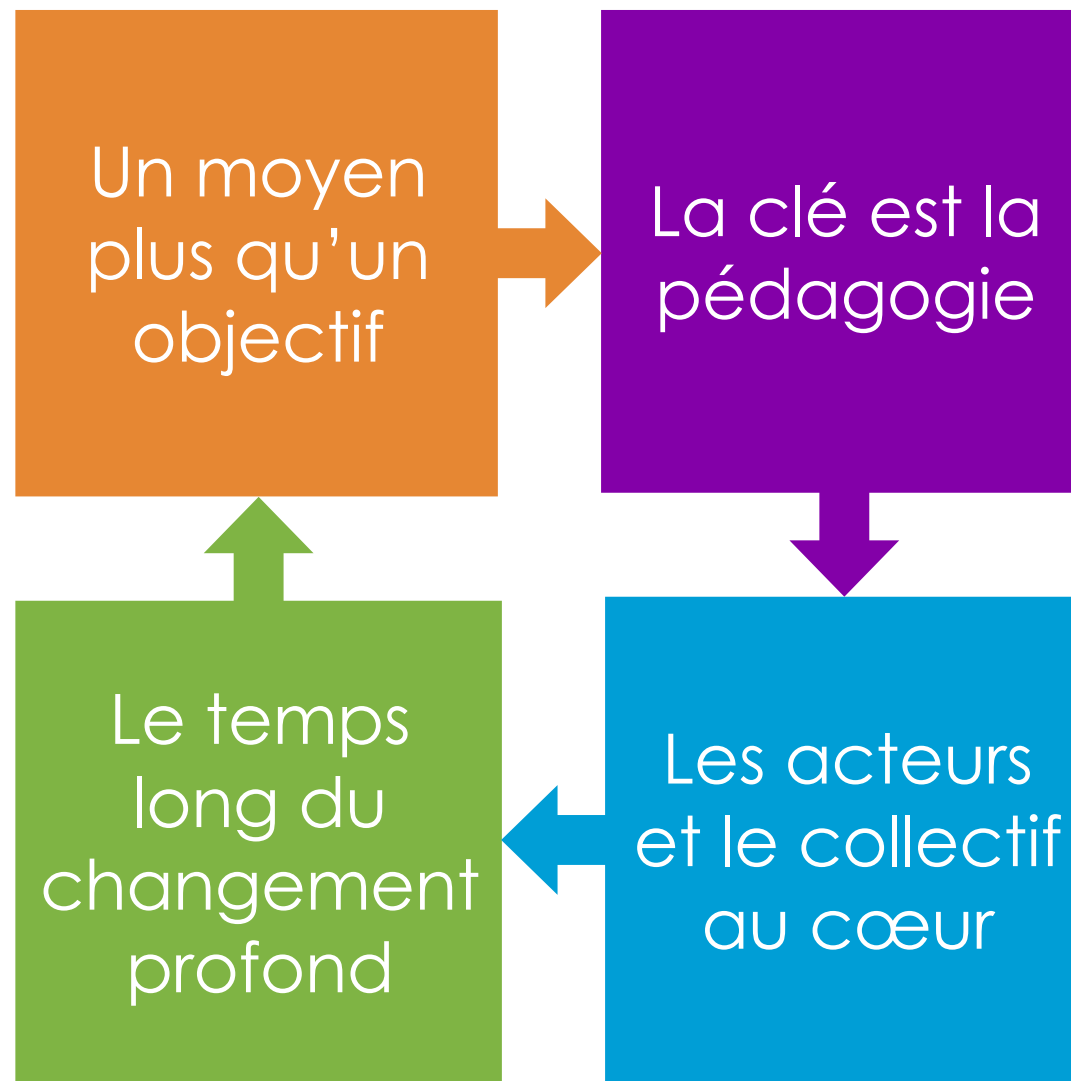 Un moyen
plus qu’un
objectif
La clé est la
pédagogie
Les acteurs
et le collectif
au cœur
Le temps
long du
changement
profond